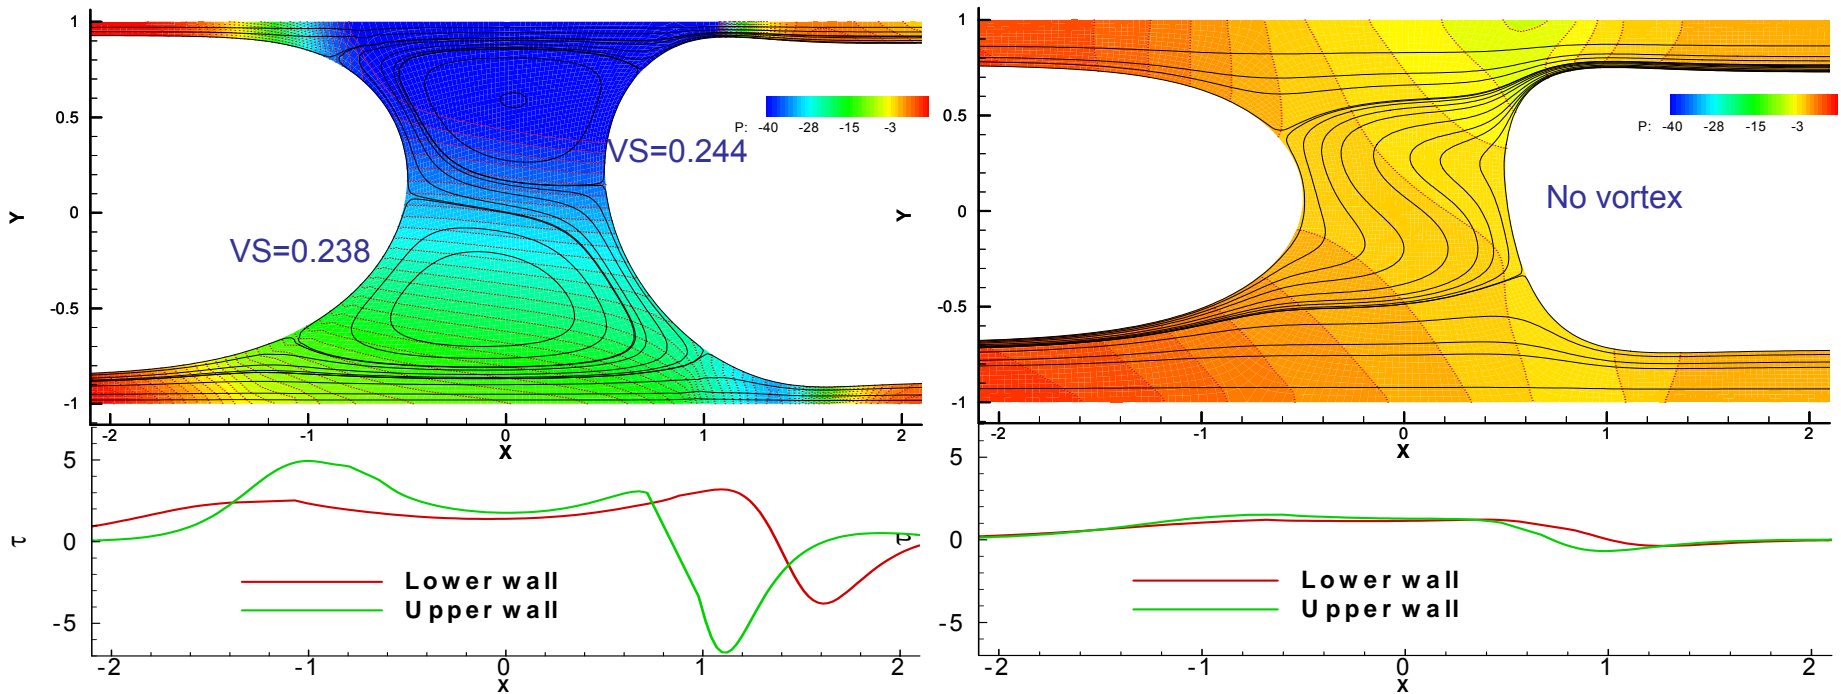 1
0.5
0
-0.5
-1
Y
P: -40 -28 -15 -3
VS=0.244
VS=0.238
-2 -1 0 1 2
X
5
0
-5
τ
Lower wall
Upper wall
-2 -1 0 1 2
X
1
0.5
0
-0.5
-1
Y
P: -40 -28 -15 -3
No vortex
-2 -1 0 1 2
X
5
0
-5
τ
Lower wall
Upper wall
-2 -1 0 1 2
X